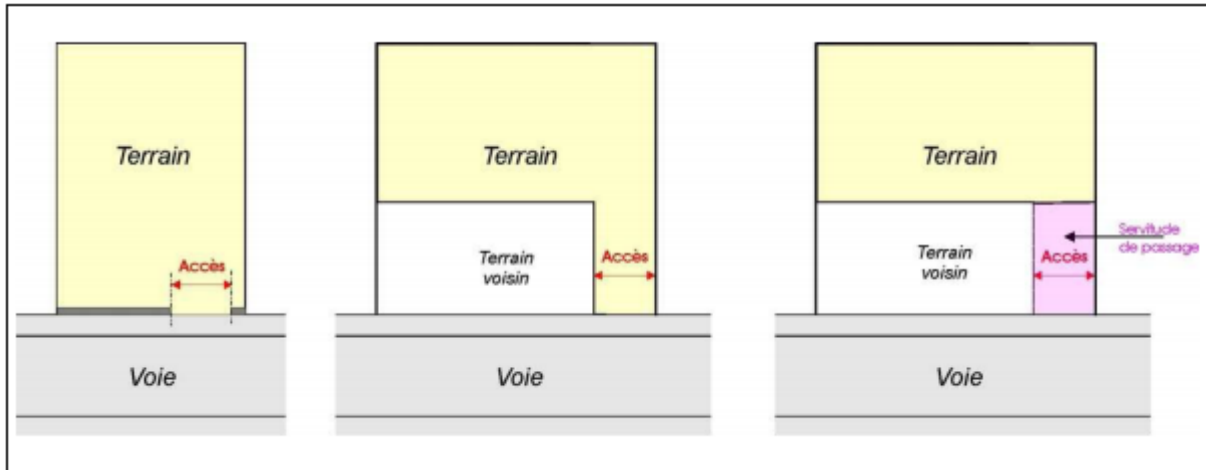 Terrain
Accès
Voie
Terrain
Terrain
voisin
Accès
Voie
Terrain
Terrain
voisin
Accès
Servitude
de passage
Voie